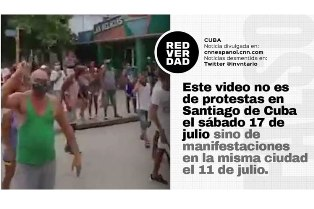 RED
VER
DAD
CUBA
Noticia divulgada en:
cnnespanol.cnn.com
Noticias desmentida en:
Twitter @invntario
Este video no es
de protestas en
Santiago de Cuba
el sábado 17 de
julio sino de
manifestaciones
en la misma ciudad
el 11 de julio.